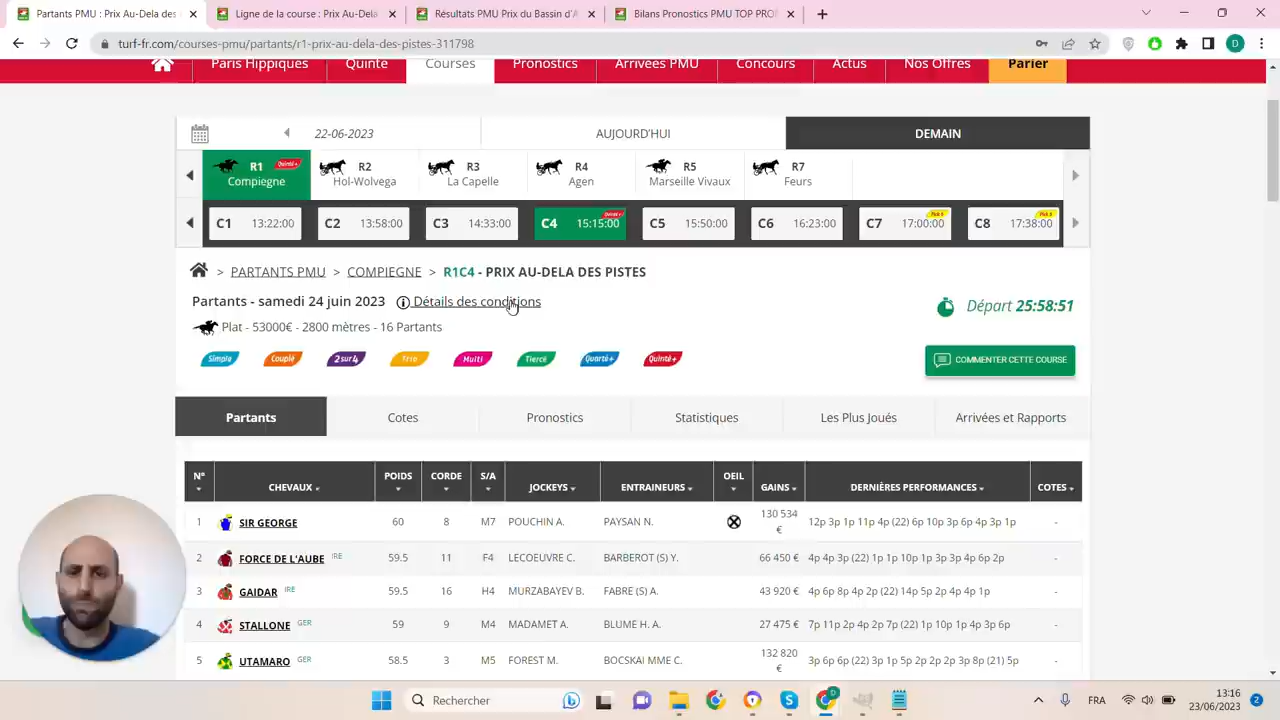 Partants PMU : Prix Au-Dela des
Prix Au-Dela
Résultats PMU Prix du Bassin d'A
Bilans Pronostics PMU TOP PRO
turf-fr.com/courses-pmu/partants/r1-prix-au-dela-des-pistes-311798
Paris Hippiques Quinté Courses Pronostics Arrivées PMU Concours Actus Nos Offres Parier
22-06-2023 AUJOURD'HUI DEMAIN
R1 Quinté+ R2 R3 R4 R5 R7
Compiegne Hol-Wolvega La Capelle Agen Marseille Vivaux Feurs
C1 13:22:00 C2 13:58:00 C3 14:33:00 C4 15:15:00 C5 15:50:00 C6 16:23:00 C7 17:00:00 C8 17:38:00
> PARTANTS PMU > COMPIEGNE > R1C4 - PRIX AU-DELA DES PISTES
Partants - samedi 24 juin 2023 Détails des conditions
Départ 25:58:51
Plat - 53000€ - 2800 mètres - 16 Partants
Simple Couplé 2sur4 Trio Multi Tiercé Quarté+ Quinté+
COMMENTER CETTE COURSE
Partants Cotes Pronostics Statistiques Les Plus Joués Arrivées et Rapports
N° CHEVAUX POIDS CORDE S/A JOCKEYS ENTRAINEURS OEIL GAINS DERNIÈRES PERFORMANCES COTES
1 SIR GEORGE 60 8 M7 POUCHIN A. PAYSAN N. 130 534 € 12p 3p 1p 11p 4p (22) 6p 10p 3p 6p 4p 3p 1p -
2 FORCE DE L'AUBE IRE 59.5 11 F4 LECOEUVRE C. BARBEROT (S) Y. 66 450 € 4p 4p 3p (22) 1p 1p 10p 1p 3p 3p 4p 6p 2p -
3 GAIDAR IRE 59.5 16 H4 MURZABAYEV B. FABRE (S) A. 43 920 € 4p 6p 8p 4p 2p (22) 14p 5p 2p 4p 4p 1p -
4 STALLONE GER 59 9 M4 MADAMET A. BLUME H. A. 27 475 € 7p 11p 2p 4p 2p 7p (22) 1p 10p 1p 4p 3p 6p -
5 UTAMARO GER 58.5 3 M5 FOREST M. BOCSKAI MME C. 132 820 € 3p 6p 6p (22) 3p 1p 5p 2p 2p 2p 3p 8p (21) 5p -
Rechercher
FRA
13:16
23/06/2023
2